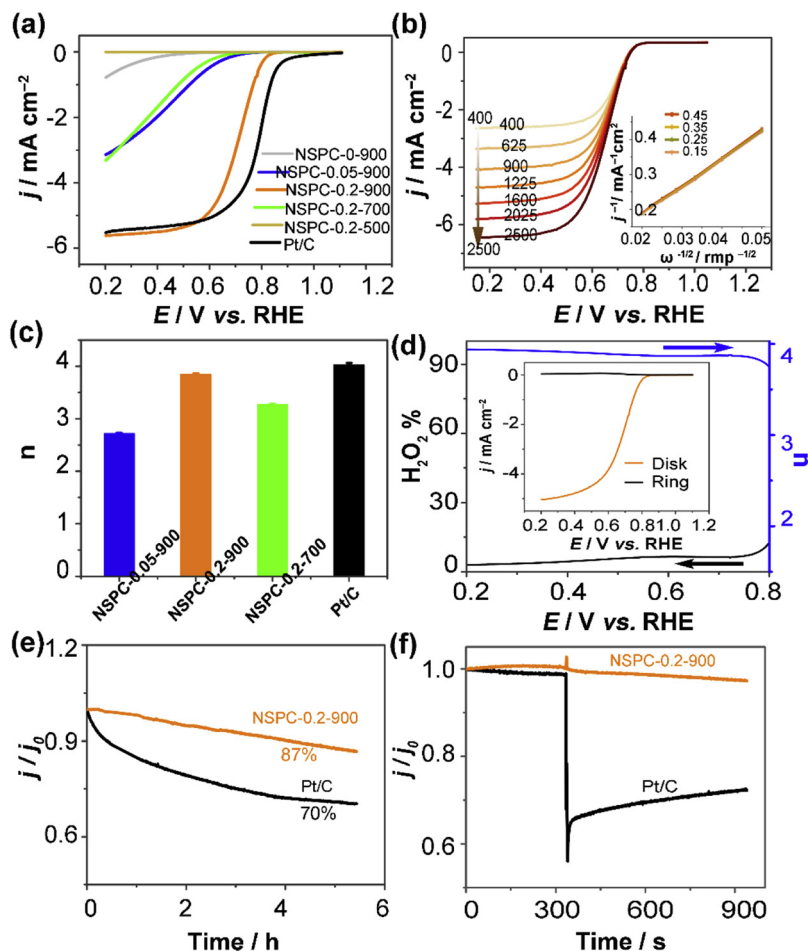 (a)
j / mA cm⁻²
0
-2
-4
-6
NSPC-0-900
NSPC-0.05-900
NSPC-0.2-900
NSPC-0.2-700
NSPC-0.2-500
Pt/C
0.2 0.4 0.6 0.8 1.0
E / V vs. RHE
(b)
j / mA cm⁻²
0
-2
-4
-6
400 400
625
900
1225
1600
2025
2500 2500
0.45
0.35
0.25
0.15
j⁻¹/ mA⁻¹cm²
0.4
0.3
0.2
0.02 0.03 0.04 0.05
ω ⁻¹/²/ rmp ⁻¹/²
0.2 0.4 0.6 0.8 1.0
E / V vs. RHE
(c)
n
4
3
2
1
0
NSPC-0.05-900
NSPC-0.2-900
NSPC-0.2-700
Pt/C
(d)
H₂O₂ %
90
60
30
0
j / mA cm⁻²
0
-2
-4
Disk
Ring
0.2 0.4 0.6 0.8 0.9 1.1
E / V vs. RHE
4
3
2
1
n
0.2 0.4 0.6 0.8
E / V vs. RHE
(e)
j / j₀
1.2
0.9
0.6
NSPC-0.2-900
87%
Pt/C
70%
0 2 4 6
Time / h
(f)
j / j₀
1.0
0.8
0.6
NSPC-0.2-900
Pt/C
0 300 600 900
Time / s